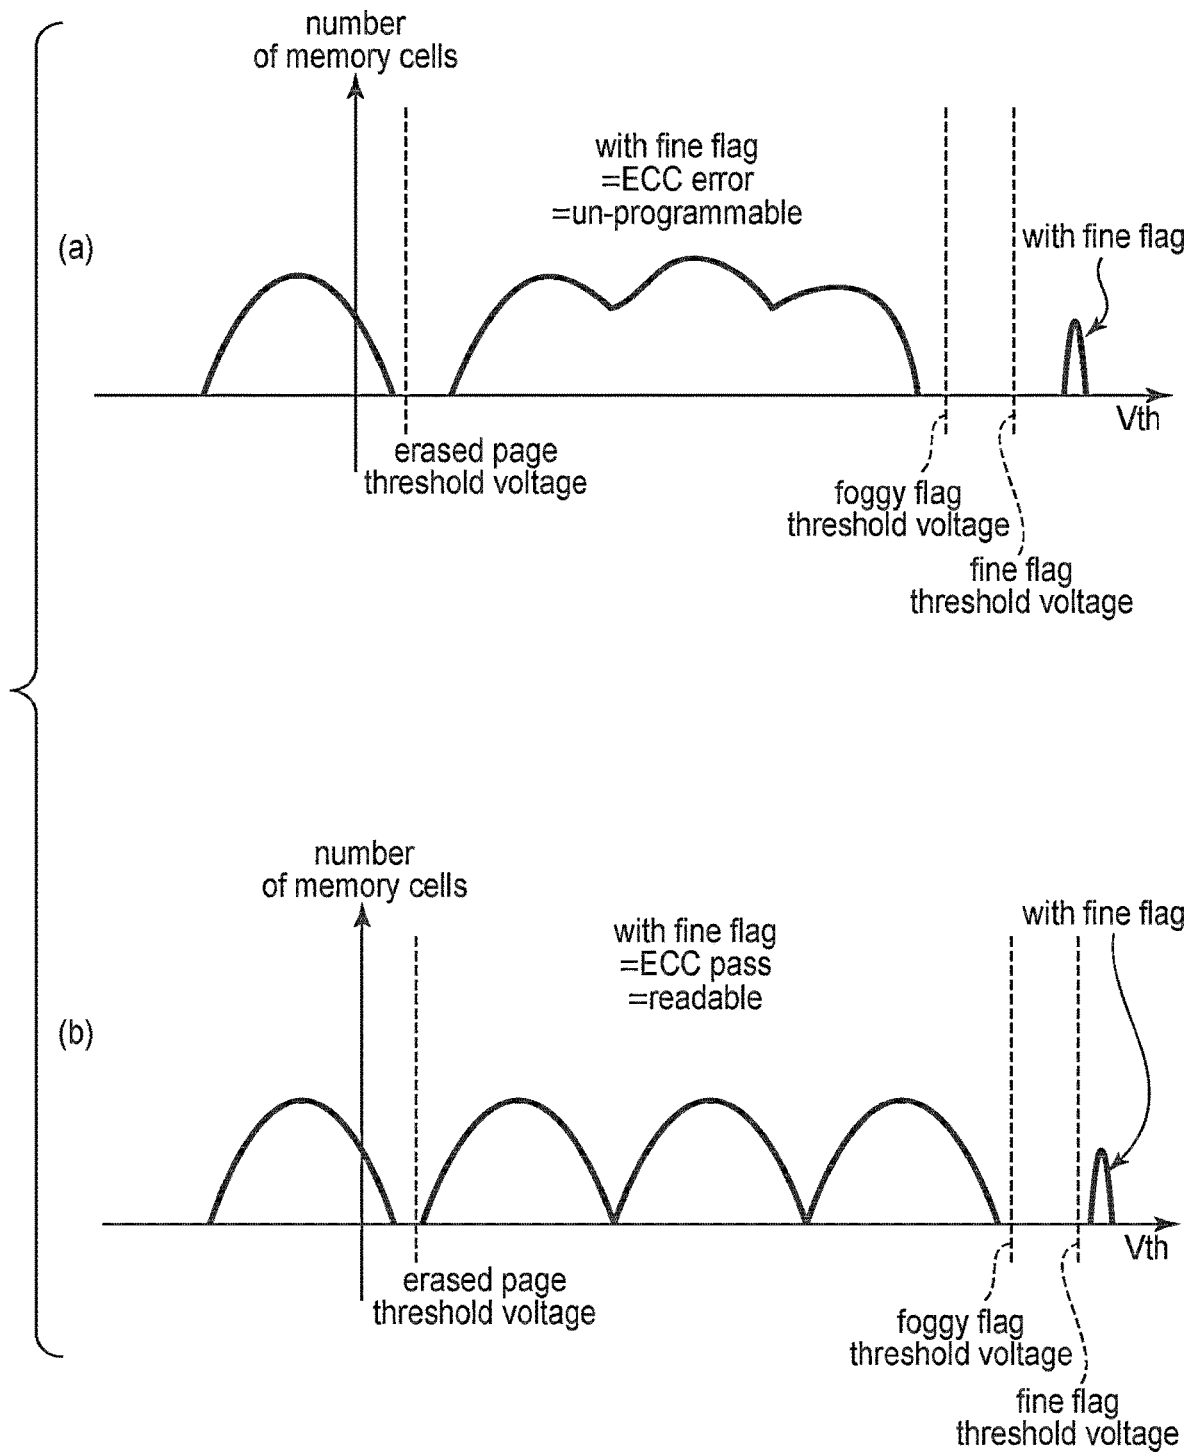 number
of memory cells
with fine flag
=ECC error
=un-programmable
with fine flag
(a)
Vth
erased page
threshold voltage
foggy flag
threshold voltage
fine flag
threshold voltage
number
of memory cells
with fine flag
with fine flag
=ECC pass
=readable
(b)
Vth
erased page
threshold voltage
foggy flag
threshold voltage
fine flag
threshold voltage